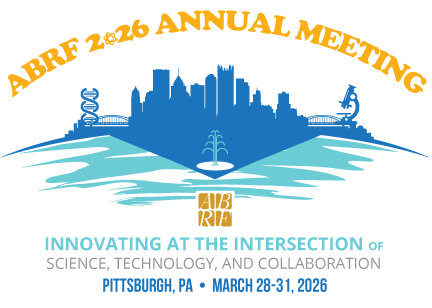 ABRF 2026 ANNUAL MEETING
AB
RF
INNOVATING AT THE INTERSECTION OF
SCIENCE, TECHNOLOGY, AND COLLABORATION
PITTSBURGH, PA • MARCH 28-31, 2026